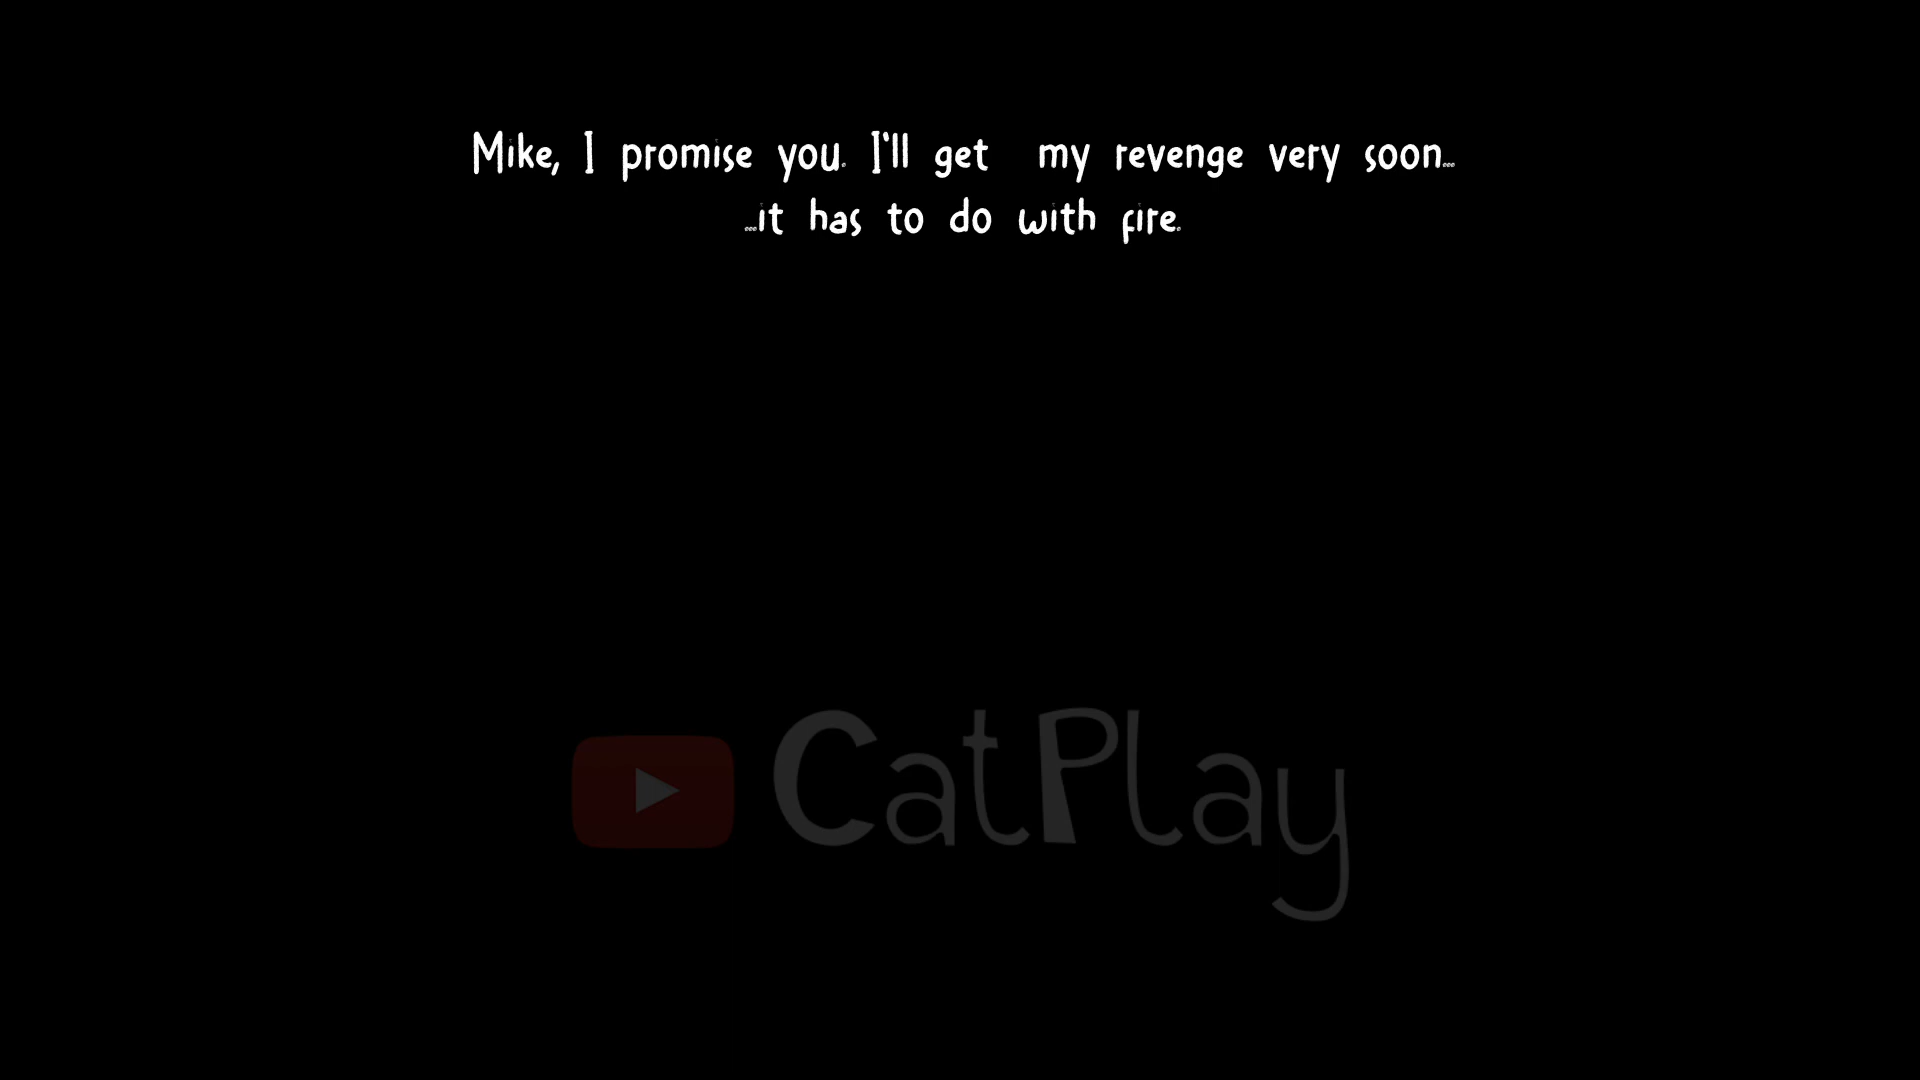 Mike, I promise you. I'll get my revenge very soon...
...it has to do with fire.
CatPlay